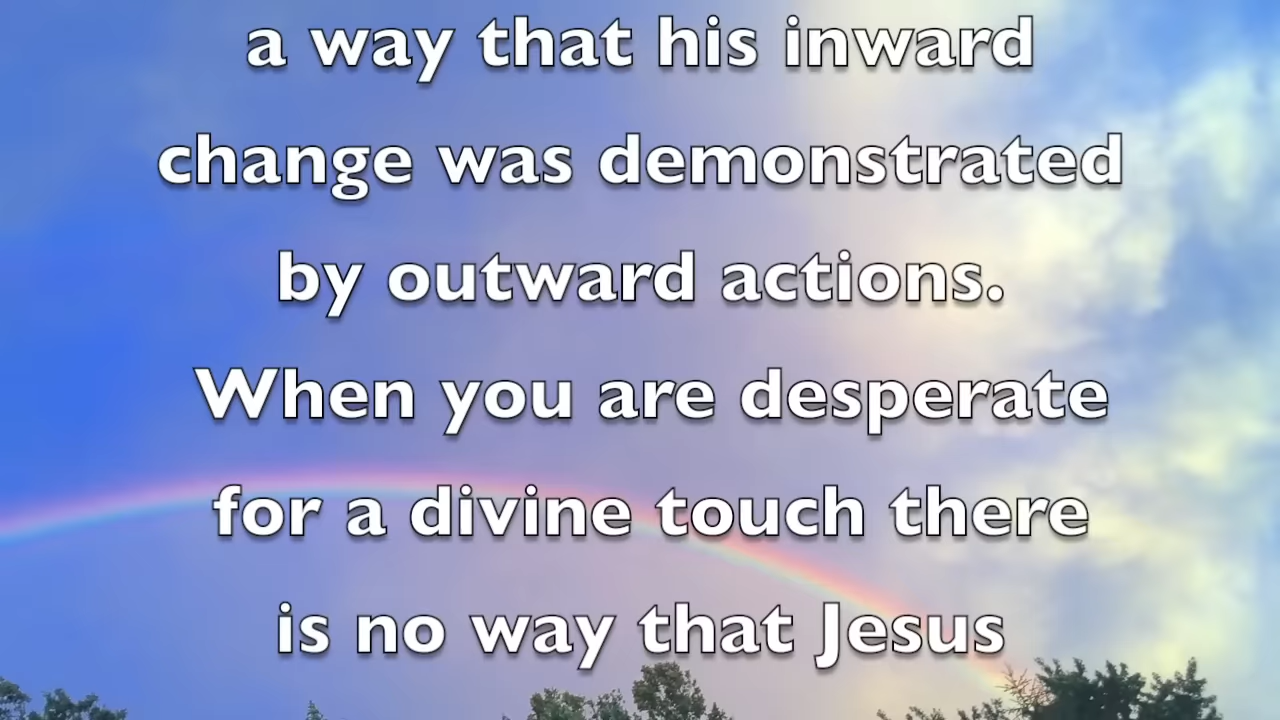 a way that his inward
change was demonstrated
by outward actions.
When you are desperate
for a divine touch there
is no way that Jesus